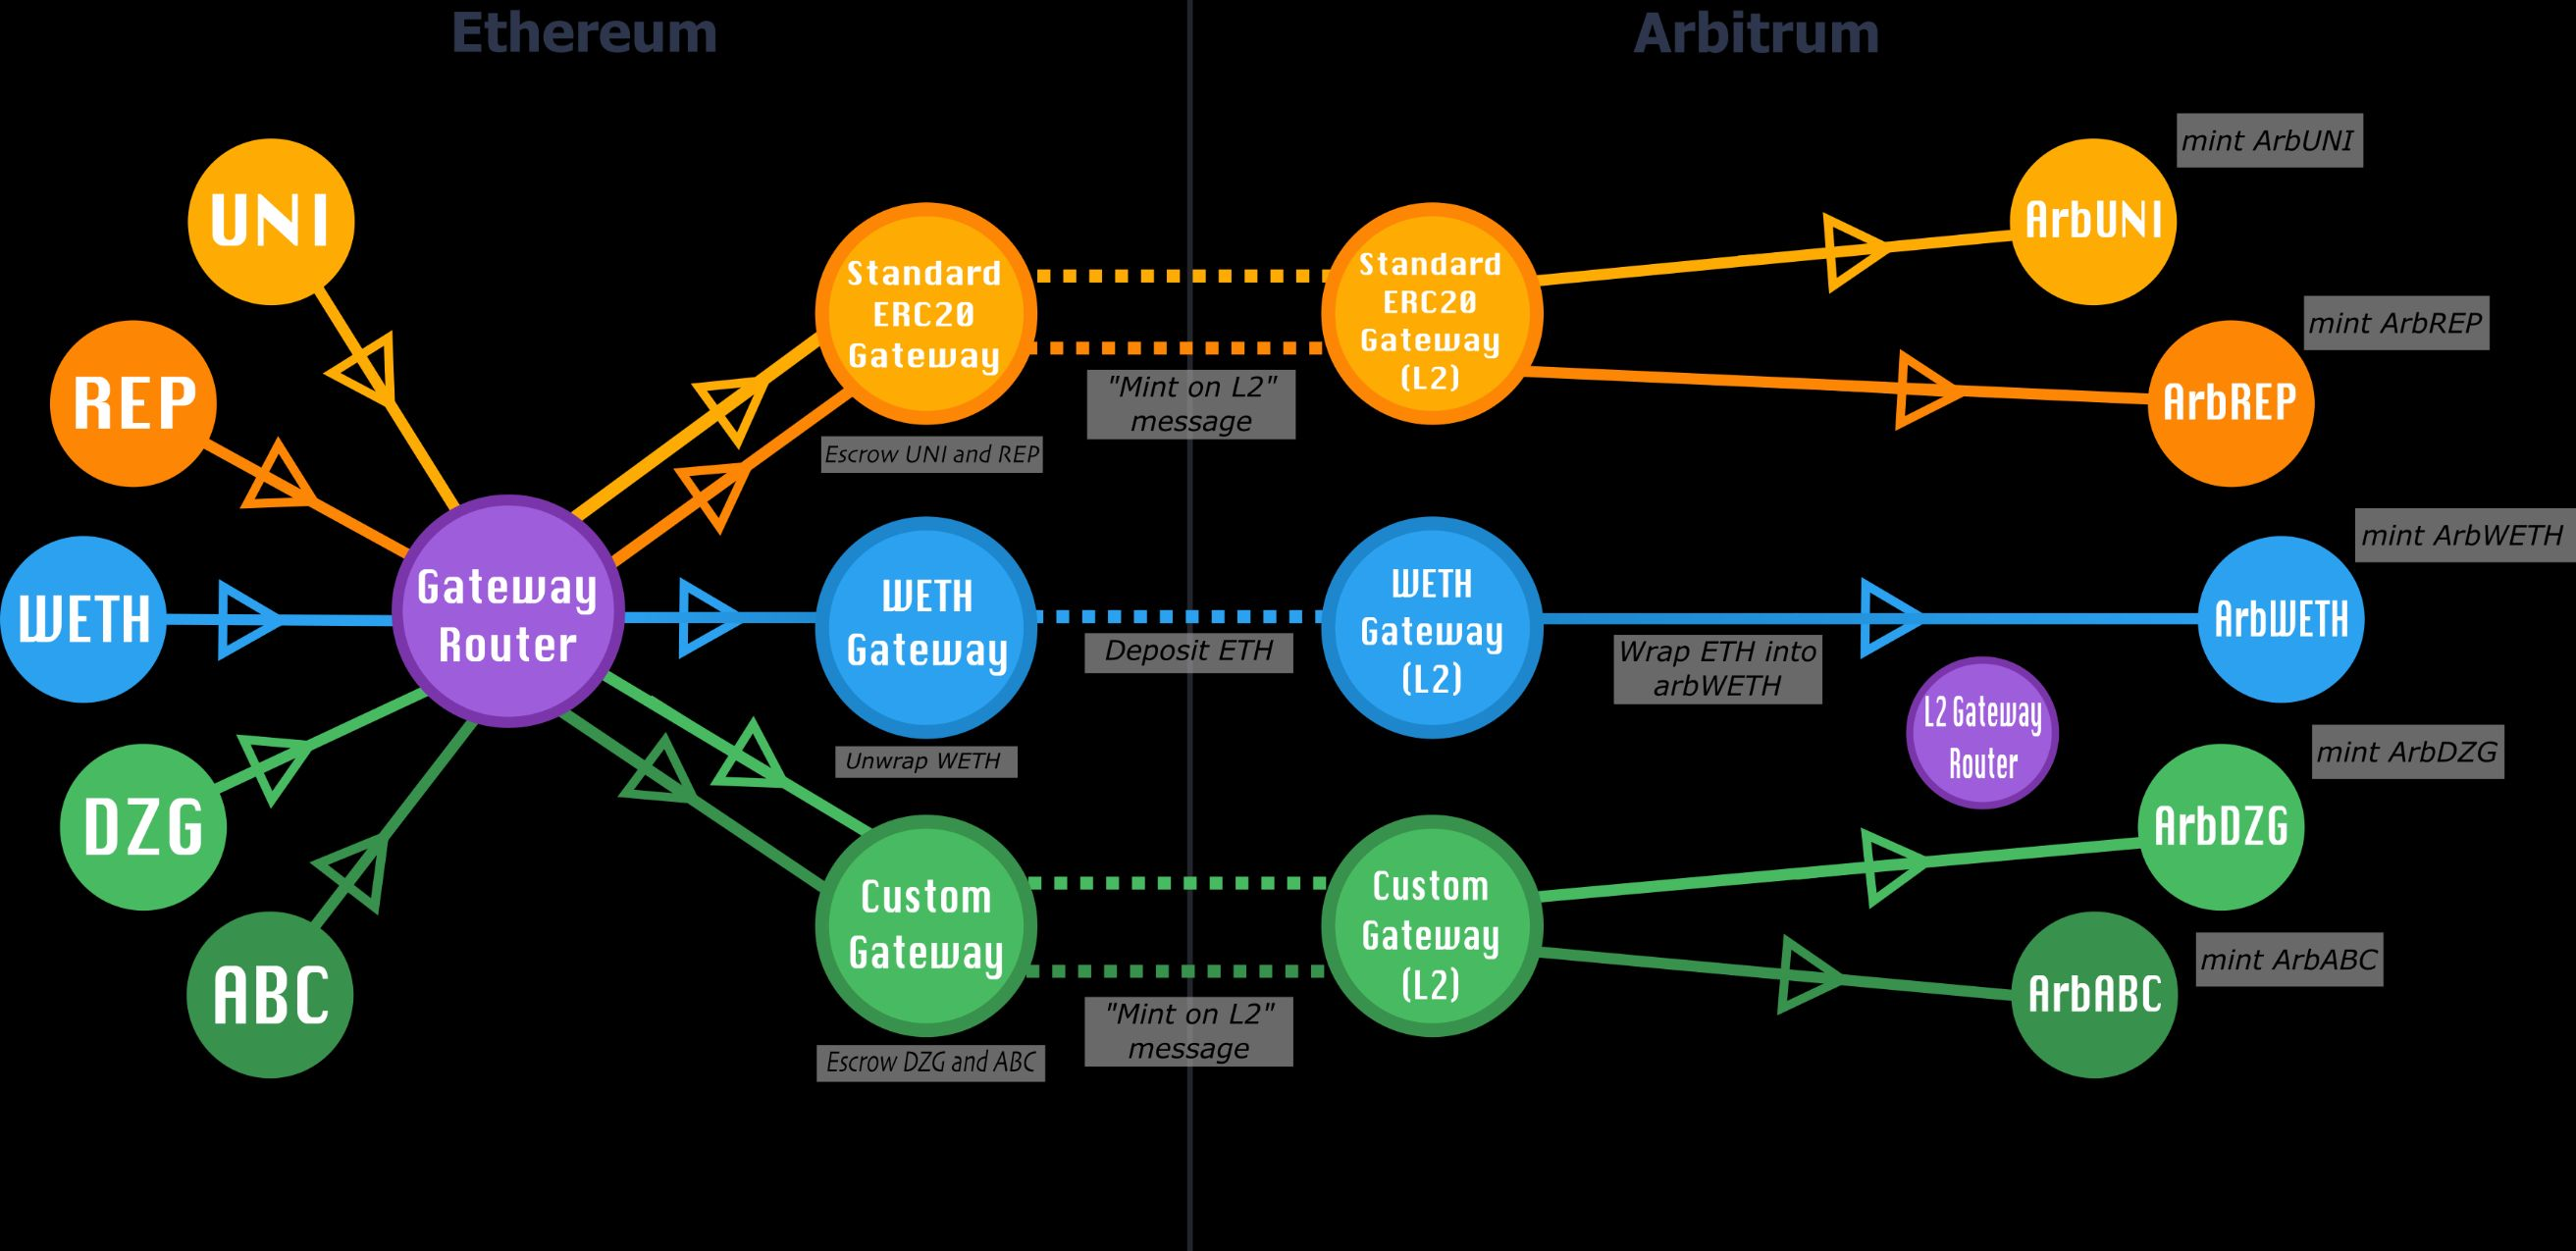 Ethereum
Arbitrum
UNI
REP
WETH
DZG
ABC
Gateway
Router
Standard
ERC20
Gateway
Escrow UNI and REP
WETH
Gateway
Unwrap WETH
Custom
Gateway
Escrow DZG and ABC
"Mint on L2"
message
Deposit ETH
"Mint on L2"
message
Standard
ERC20
Gateway
(L2)
WETH
Gateway
(L2)
Custom
Gateway
(L2)
Wrap ETH into
arbWETH
L2 Gateway
Router
mint ArbUNI
ArbUNI
mint ArbREP
ArbREP
mint ArbWETH
ArbWETH
mint ArbDZG
ArbDZG
mint ArbABC
ArbABC